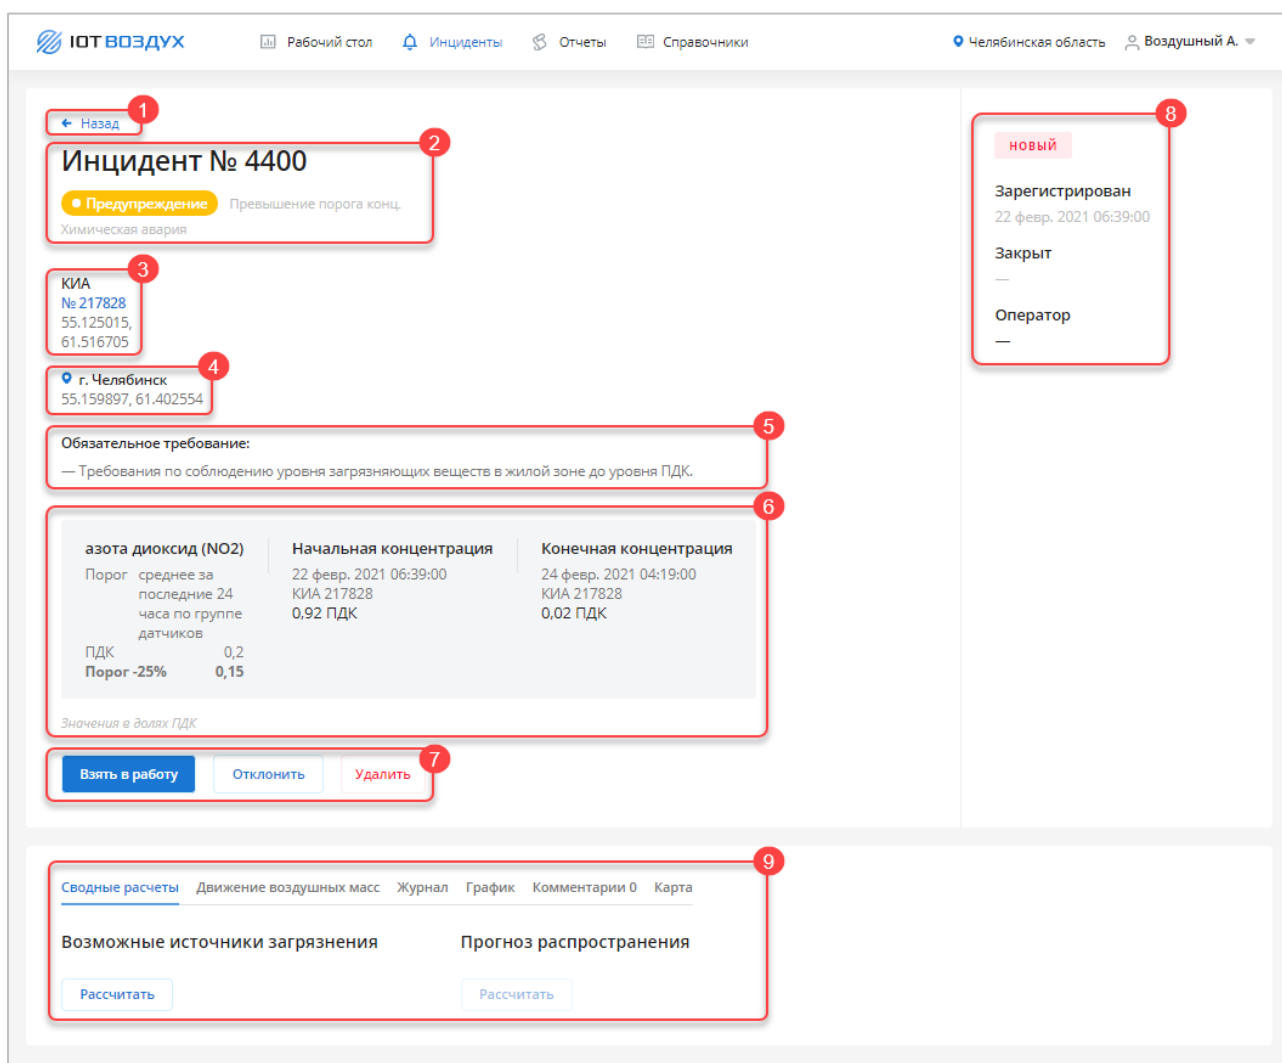 IOT ВОЗДУХ
Рабочий стол
Инциденты
Отчеты
Справочники
Челябинская область
Воздушный А.
1
Назад
2
Инцидент № 4400
Предупреждение Превышение порога конц.
Химическая авария
3
КИА
№ 217828
55.125015,
61.516705
4
г. Челябинск
55.159897, 61.402554
5
Обязательное требование:
— Требования по соблюдению уровня загрязняющих веществ в жилой зоне до уровня ПДК.
6
азота диоксид (NO2)
Порог среднее за
последние 24
часа по группе
датчиков
ПДК 0,2
Порог -25% 0,15
Начальная концентрация
22 февр. 2021 06:39:00
КИА 217828
0,92 ПДК
Конечная концентрация
24 февр. 2021 04:19:00
КИА 217828
0,02 ПДК
Значения в долях ПДК
7
Взять в работу
Отклонить
Удалить
8
НОВЫЙ
Зарегистрирован
22 февр. 2021 06:39:00
Закрыт
—
Оператор
—
9
Сводные расчеты Движение воздушных масс Журнал График Комментарии 0 Карта
Возможные источники загрязнения
Рассчитать
Прогноз распространения
Рассчитать